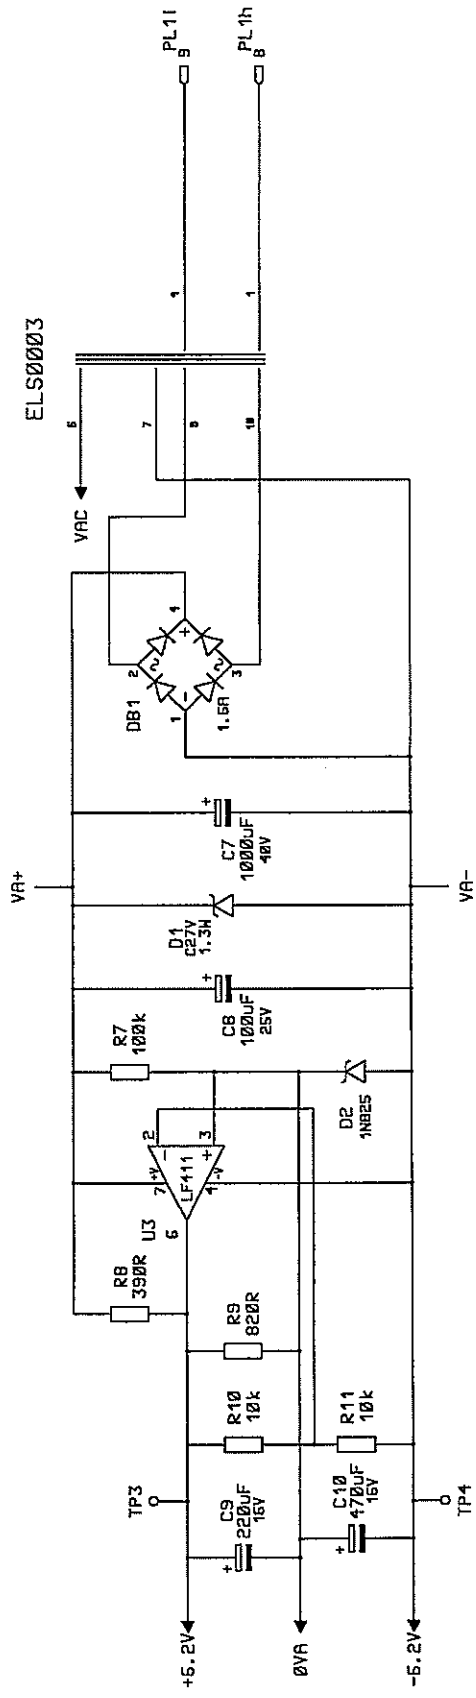 PL1i
9
PL1h
8
1
1
ELS0003
6
7
8
10
VAC
4
2
3
1
+
-
DB1
1.6A
VA+
VA-
+
C7
1000uF
40V
D1
C27V
1.3W
+
C8
100uF
25V
R7
100k
D2
1N825
2
3
7
+V
4
-V
-
+
LF411
U3
6
R8
390R
R9
820R
R10
10k
R11
10k
TP3
TP4
+
C9
220uF
16V
+
C10
470uF
16V
+6.2V
0VA
-6.2V